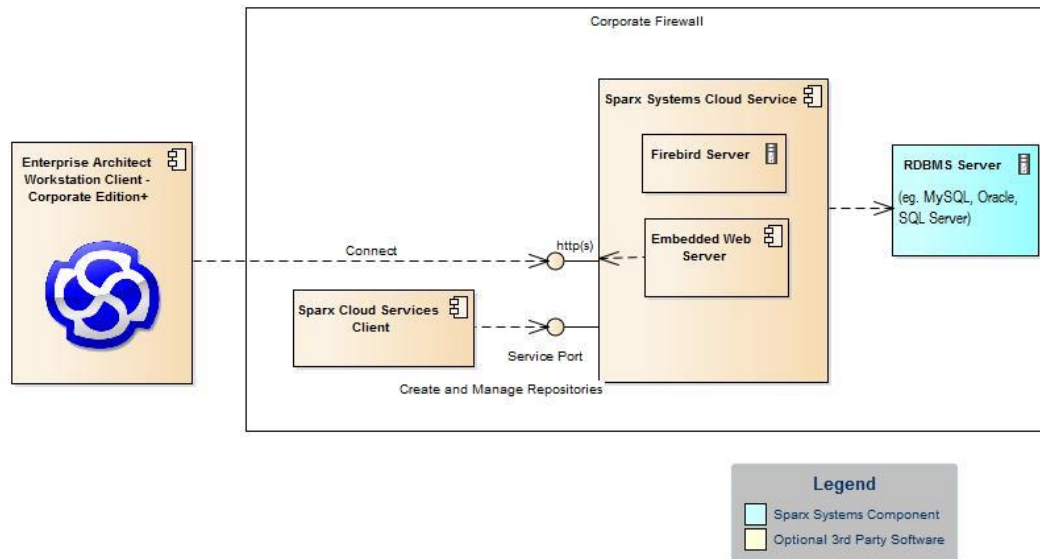 Corporate Firewall
Enterprise Architect
Workstation Client -
Corporate Edition+
Connect
http(s)
Sparx Cloud Services
Client
Service Port
Create and Manage Repositories
Sparx Systems Cloud Service
Firebird Server
Embedded Web
Server
RDBMS Server
(eg. MySQL, Oracle,
SQL Server)
Legend
Sparx Systems Component
Optional 3rd Party Software